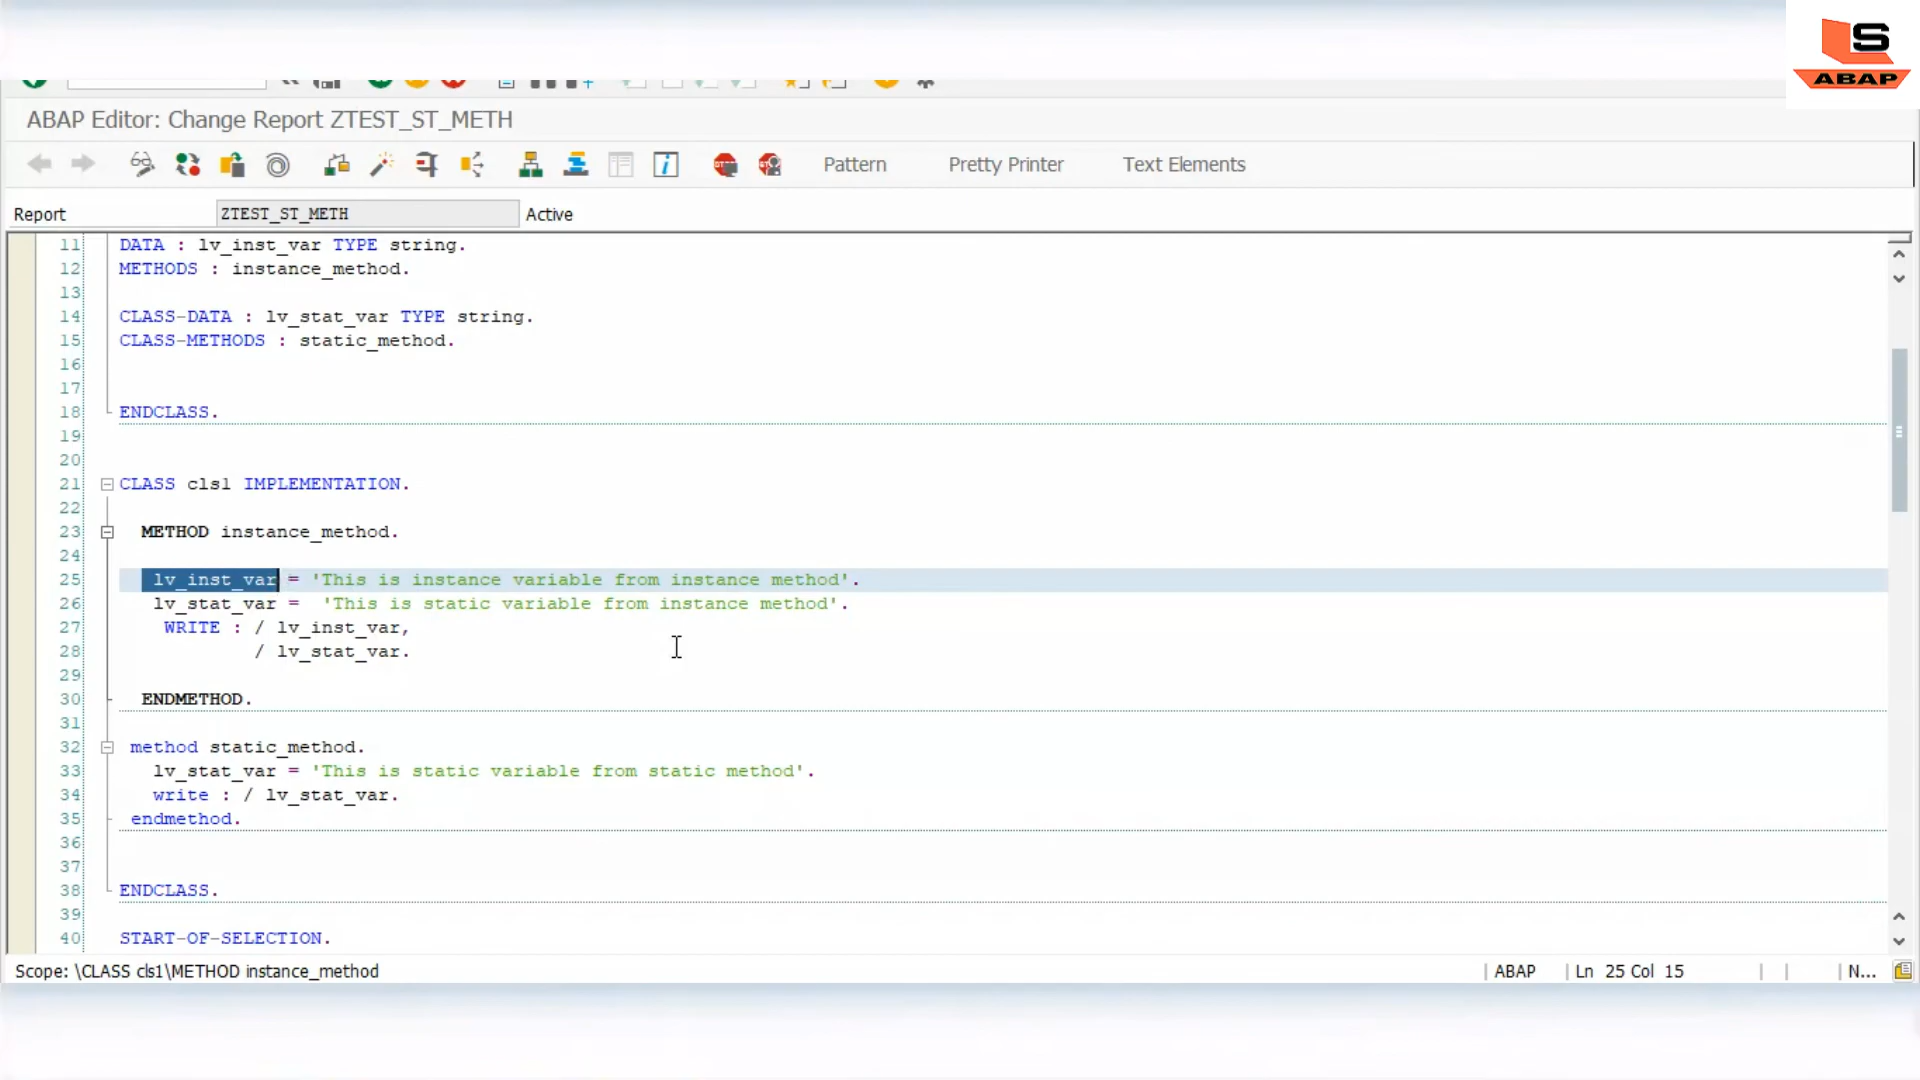 S
ABAP
ABAP Editor: Change Report ZTEST_ST_METH
Pattern Pretty Printer Text Elements
Report ZTEST_ST_METH Active
11 DATA : lv_inst_var TYPE string.
12 METHODS : instance_method.
13
14 CLASS-DATA : lv_stat_var TYPE string.
15 CLASS-METHODS : static_method.
16
17
18 ENDCLASS.
19
20
21 CLASS cls1 IMPLEMENTATION.
22
23 METHOD instance_method.
24
25 lv_inst_var = 'This is instance variable from instance method'.
26 lv_stat_var = 'This is static variable from instance method'.
27 WRITE : / lv_inst_var,
28 / lv_stat_var.
29
30 ENDMETHOD.
31
32 method static_method.
33 lv_stat_var = 'This is static variable from static method'.
34 write : / lv_stat_var.
35 endmethod.
36
37
38 ENDCLASS.
39
40 START-OF-SELECTION.
Scope: \CLASS cls1\METHOD instance_method ABAP Ln 25 Col 15 N...